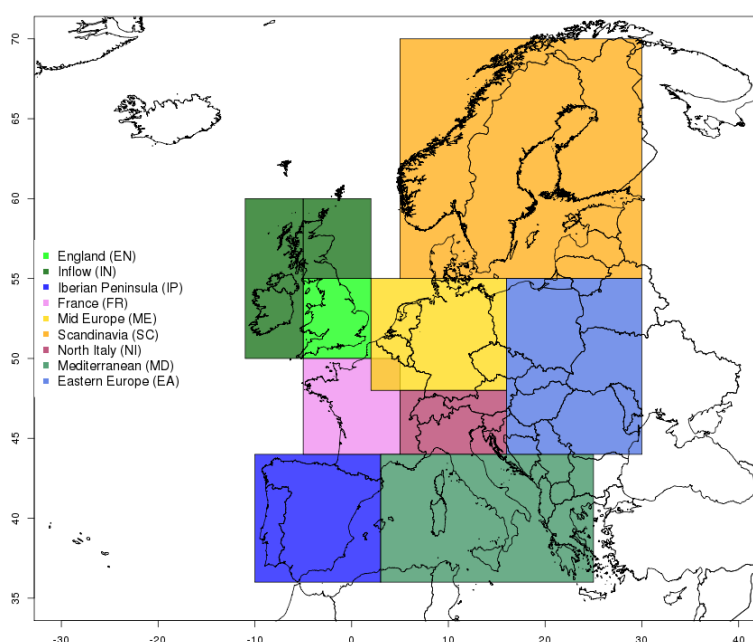 70
65
60
55
50
45
40
35
England (EN)
Inflow (IN)
Iberian Peninsula (IP)
France (FR)
Mid Europe (ME)
Scandinavia (SC)
North Italy (NI)
Mediterranean (MD)
Eastern Europe (EA)
-30 -20 -10 0 10 20 30 40